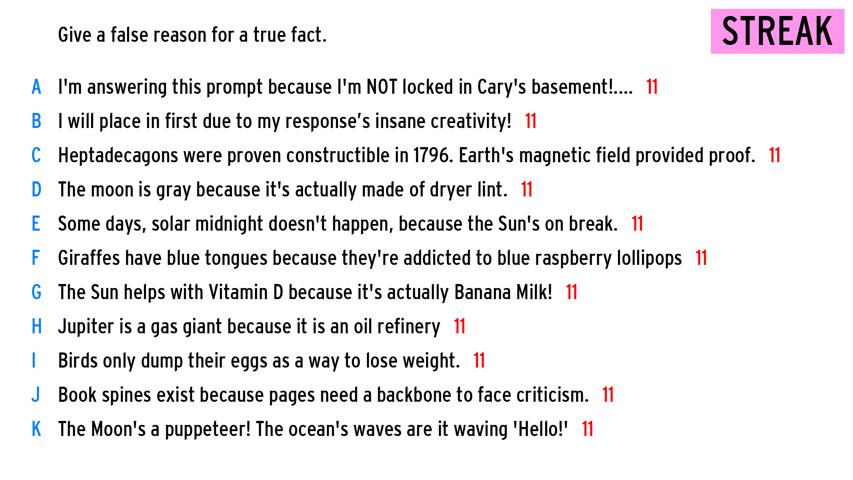 Give a false reason for a true fact.
STREAK
A I'm answering this prompt because I'm NOT locked in Cary's basement!.... 11
B I will place in first due to my response’s insane creativity! 11
C Heptadecagons were proven constructible in 1796. Earth's magnetic field provided proof. 11
D The moon is gray because it's actually made of dryer lint. 11
E Some days, solar midnight doesn't happen, because the Sun's on break. 11
F Giraffes have blue tongues because they're addicted to blue raspberry lollipops 11
G The Sun helps with Vitamin D because it's actually Banana Milk! 11
H Jupiter is a gas giant because it is an oil refinery 11
I Birds only dump their eggs as a way to lose weight. 11
J Book spines exist because pages need a backbone to face criticism. 11
K The Moon's a puppeteer! The ocean's waves are it waving 'Hello!' 11